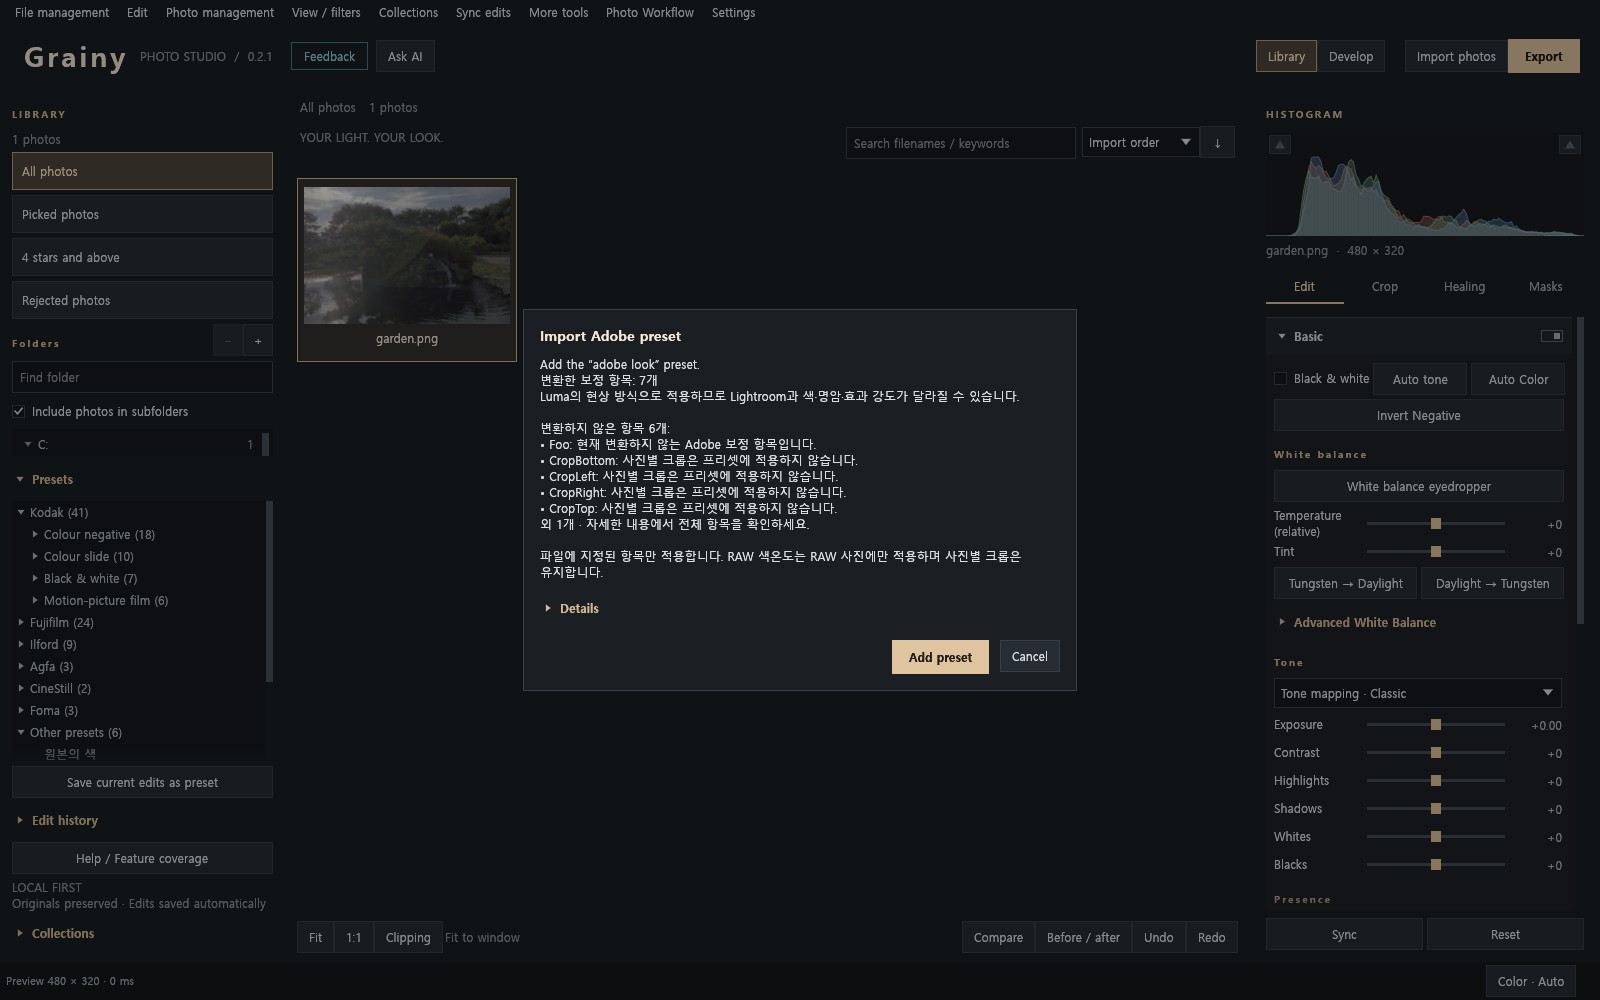 File management Edit Photo management View / filters Collections Sync edits More tools Photo Workflow Settings
Grainy PHOTO STUDIO / 0.2.1 Feedback Ask AI Library Develop Import photos Export
LIBRARY
1 photos
All photos
Picked photos
4 stars and above
Rejected photos
Folders − +
Find folder
Include photos in subfolders
C: 1
Presets
Kodak (41)
Colour negative (18)
Colour slide (10)
Black & white (7)
Motion-picture film (6)
Fujifilm (24)
Ilford (9)
Agfa (3)
CineStill (2)
Foma (3)
Other presets (6)
원본의 색
Save current edits as preset
Edit history
Help / Feature coverage
LOCAL FIRST
Originals preserved · Edits saved automatically
Collections
All photos 1 photos
YOUR LIGHT. YOUR LOOK.
Search filenames / keywords Import order ↓
garden.png
Import Adobe preset
Add the "adobe look" preset.
변환한 보정 항목: 7개
Luma의 현상 방식으로 적용하므로 Lightroom과 색·명암·효과 강도가 달라질 수 있습니다.
변환하지 않은 항목 6개:
• Foo: 현재 변환하지 않는 Adobe 보정 항목입니다.
• CropBottom: 사진별 크롭은 프리셋에 적용하지 않습니다.
• CropLeft: 사진별 크롭은 프리셋에 적용하지 않습니다.
• CropRight: 사진별 크롭은 프리셋에 적용하지 않습니다.
• CropTop: 사진별 크롭은 프리셋에 적용하지 않습니다.
외 1개 · 자세한 내용에서 전체 항목을 확인하세요.
파일에 지정된 항목만 적용합니다. RAW 색온도는 RAW 사진에만 적용하며 사진별 크롭은
유지합니다.
Details
Add preset Cancel
Fit 1:1 Clipping Fit to window Compare Before / after Undo Redo
HISTOGRAM
garden.png · 480 × 320
Edit Crop Healing Masks
Basic
Black & white Auto tone Auto Color
Invert Negative
White balance
White balance eyedropper
Temperature
(relative) +0
Tint +0
Tungsten → Daylight Daylight → Tungsten
Advanced White Balance
Tone
Tone mapping · Classic
Exposure +0.00
Contrast +0
Highlights +0
Shadows +0
Whites +0
Blacks +0
Presence
Sync Reset
Preview 480 × 320 · 0 ms Color · Auto